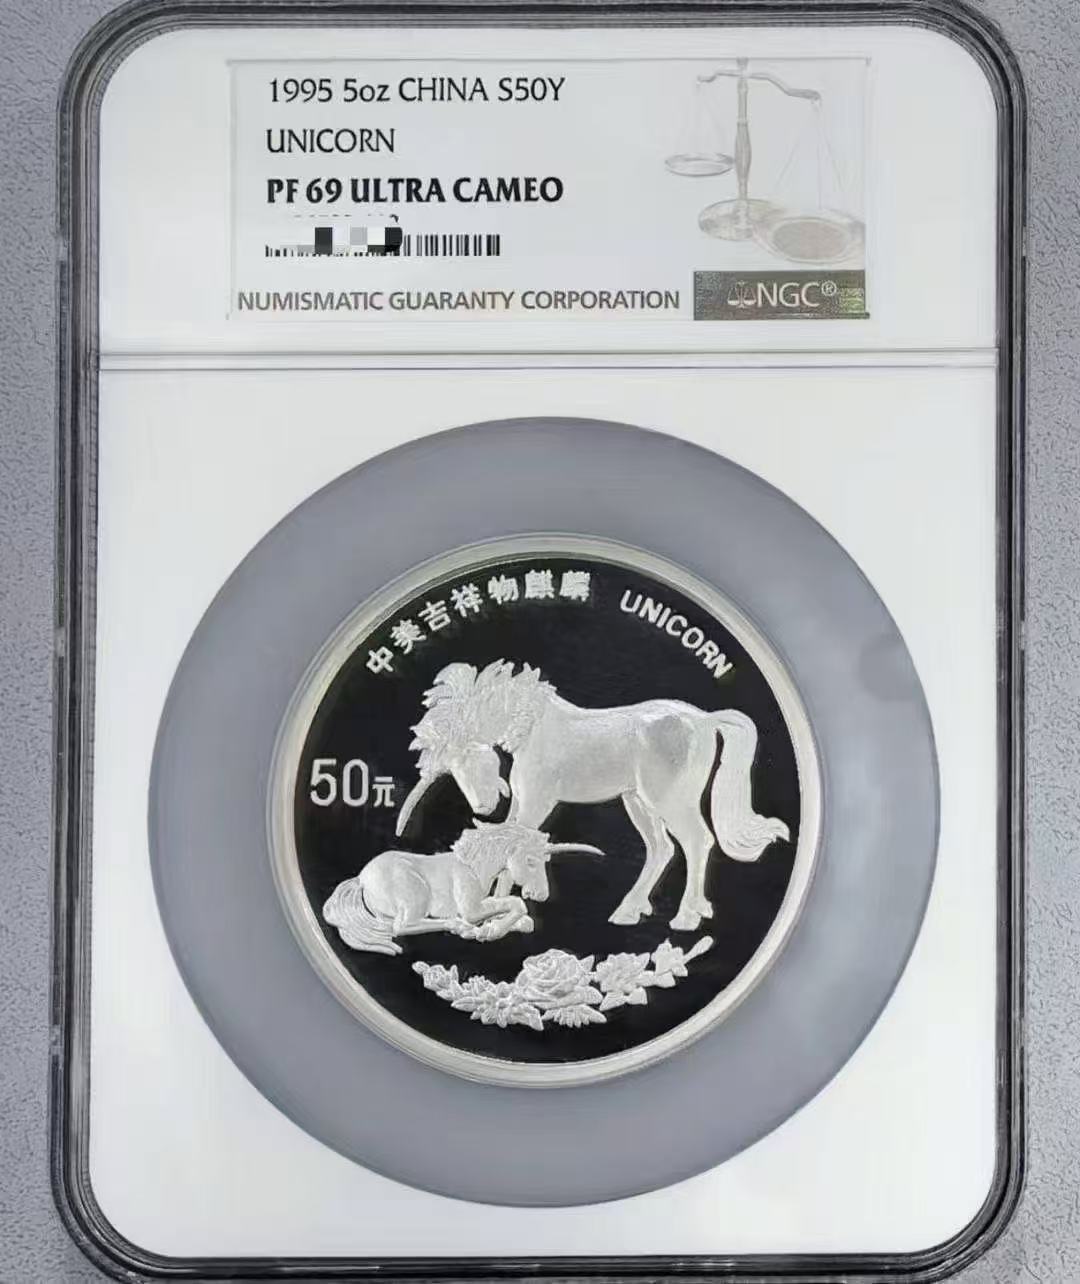 1995 5oz CHINA S50Y
UNICORN
PF 69 ULTRA CAMEO
NUMISMATIC GUARANTY CORPORATION
NGC®
中美吉祥物麒麟 UNICORN
50元